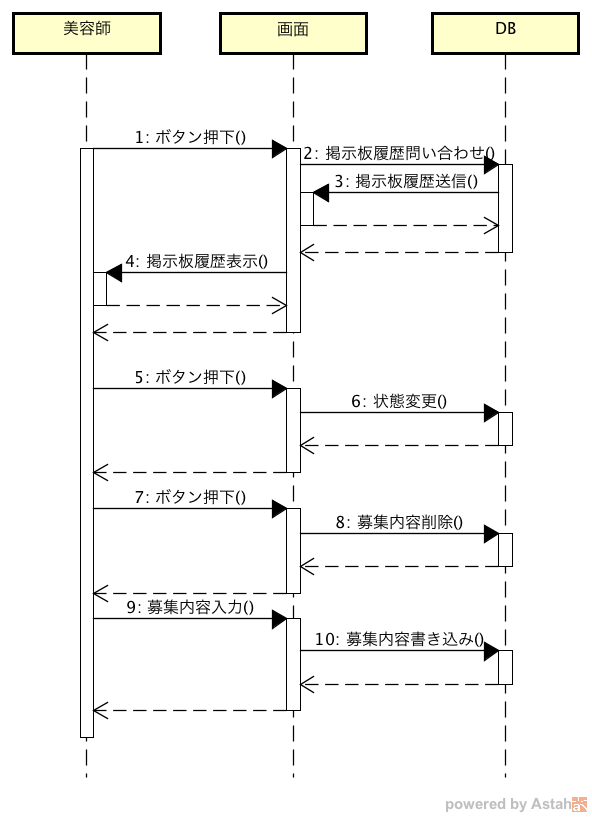 美容師
画面
DB
1: ボタン押下()
2: 掲示板履歴問い合わせ()
3: 掲示板履歴送信()
4: 掲示板履歴表示()
5: ボタン押下()
6: 状態変更()
7: ボタン押下()
8: 募集内容削除()
9: 募集内容入力()
10: 募集内容書き込み()
powered by Astah